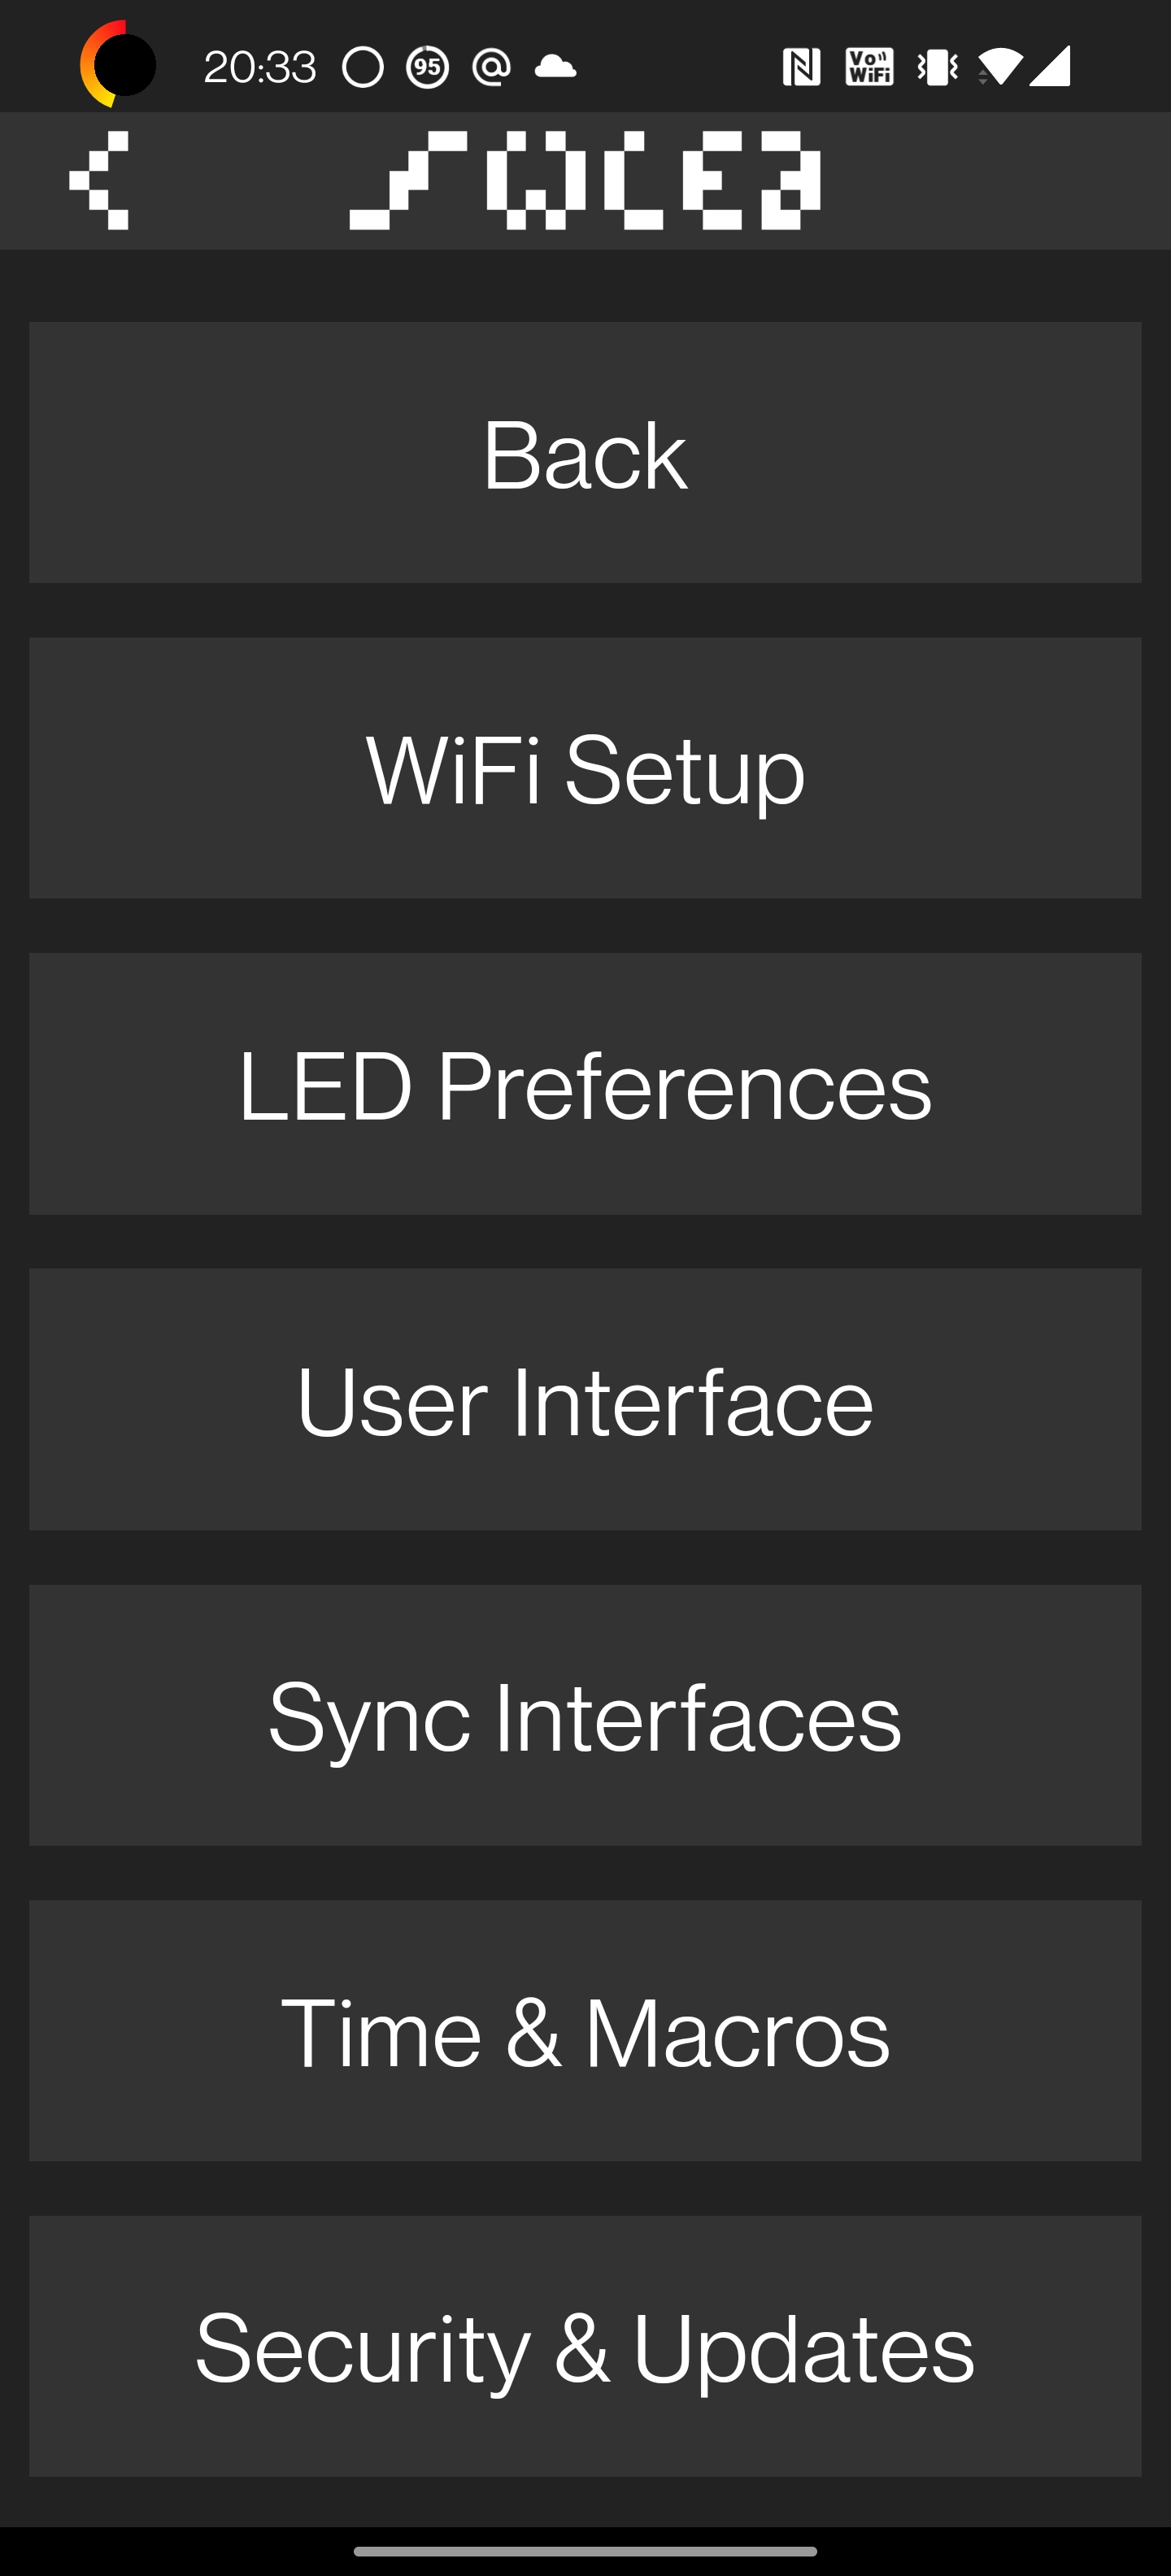 20:33
95
Vo WiFi
WLED
Back
WiFi Setup
LED Preferences
User Interface
Sync Interfaces
Time & Macros
Security & Updates